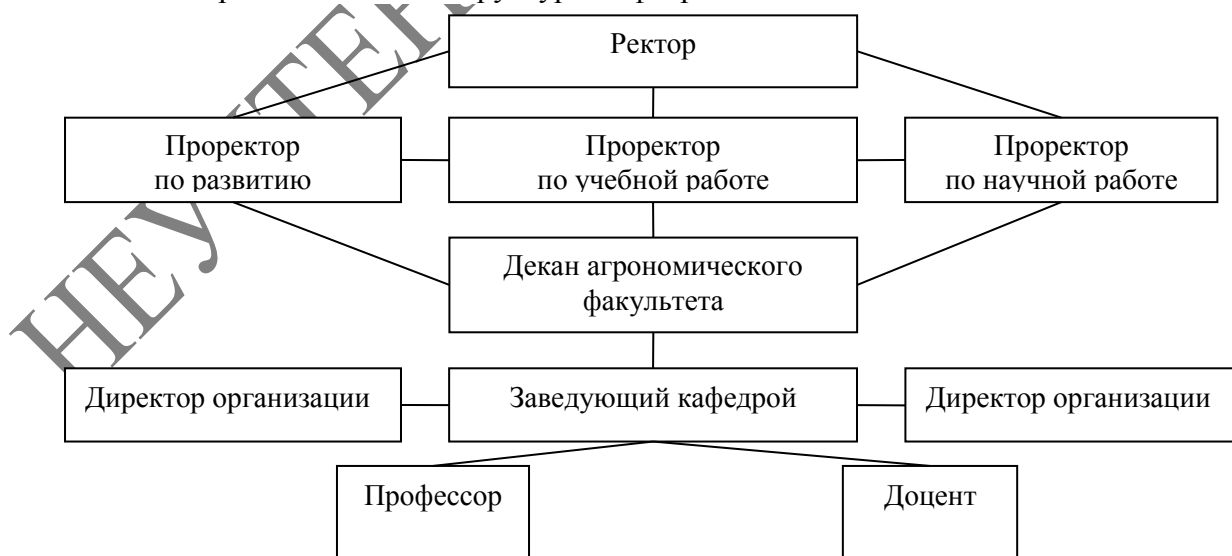 Ректор
Проректор
по развитию
Проректор
по учебной работе
Проректор
по научной работе
Декан агрономического
факультета
Директор организации
Заведующий кафедрой
Директор организации
Профессор
Доцент